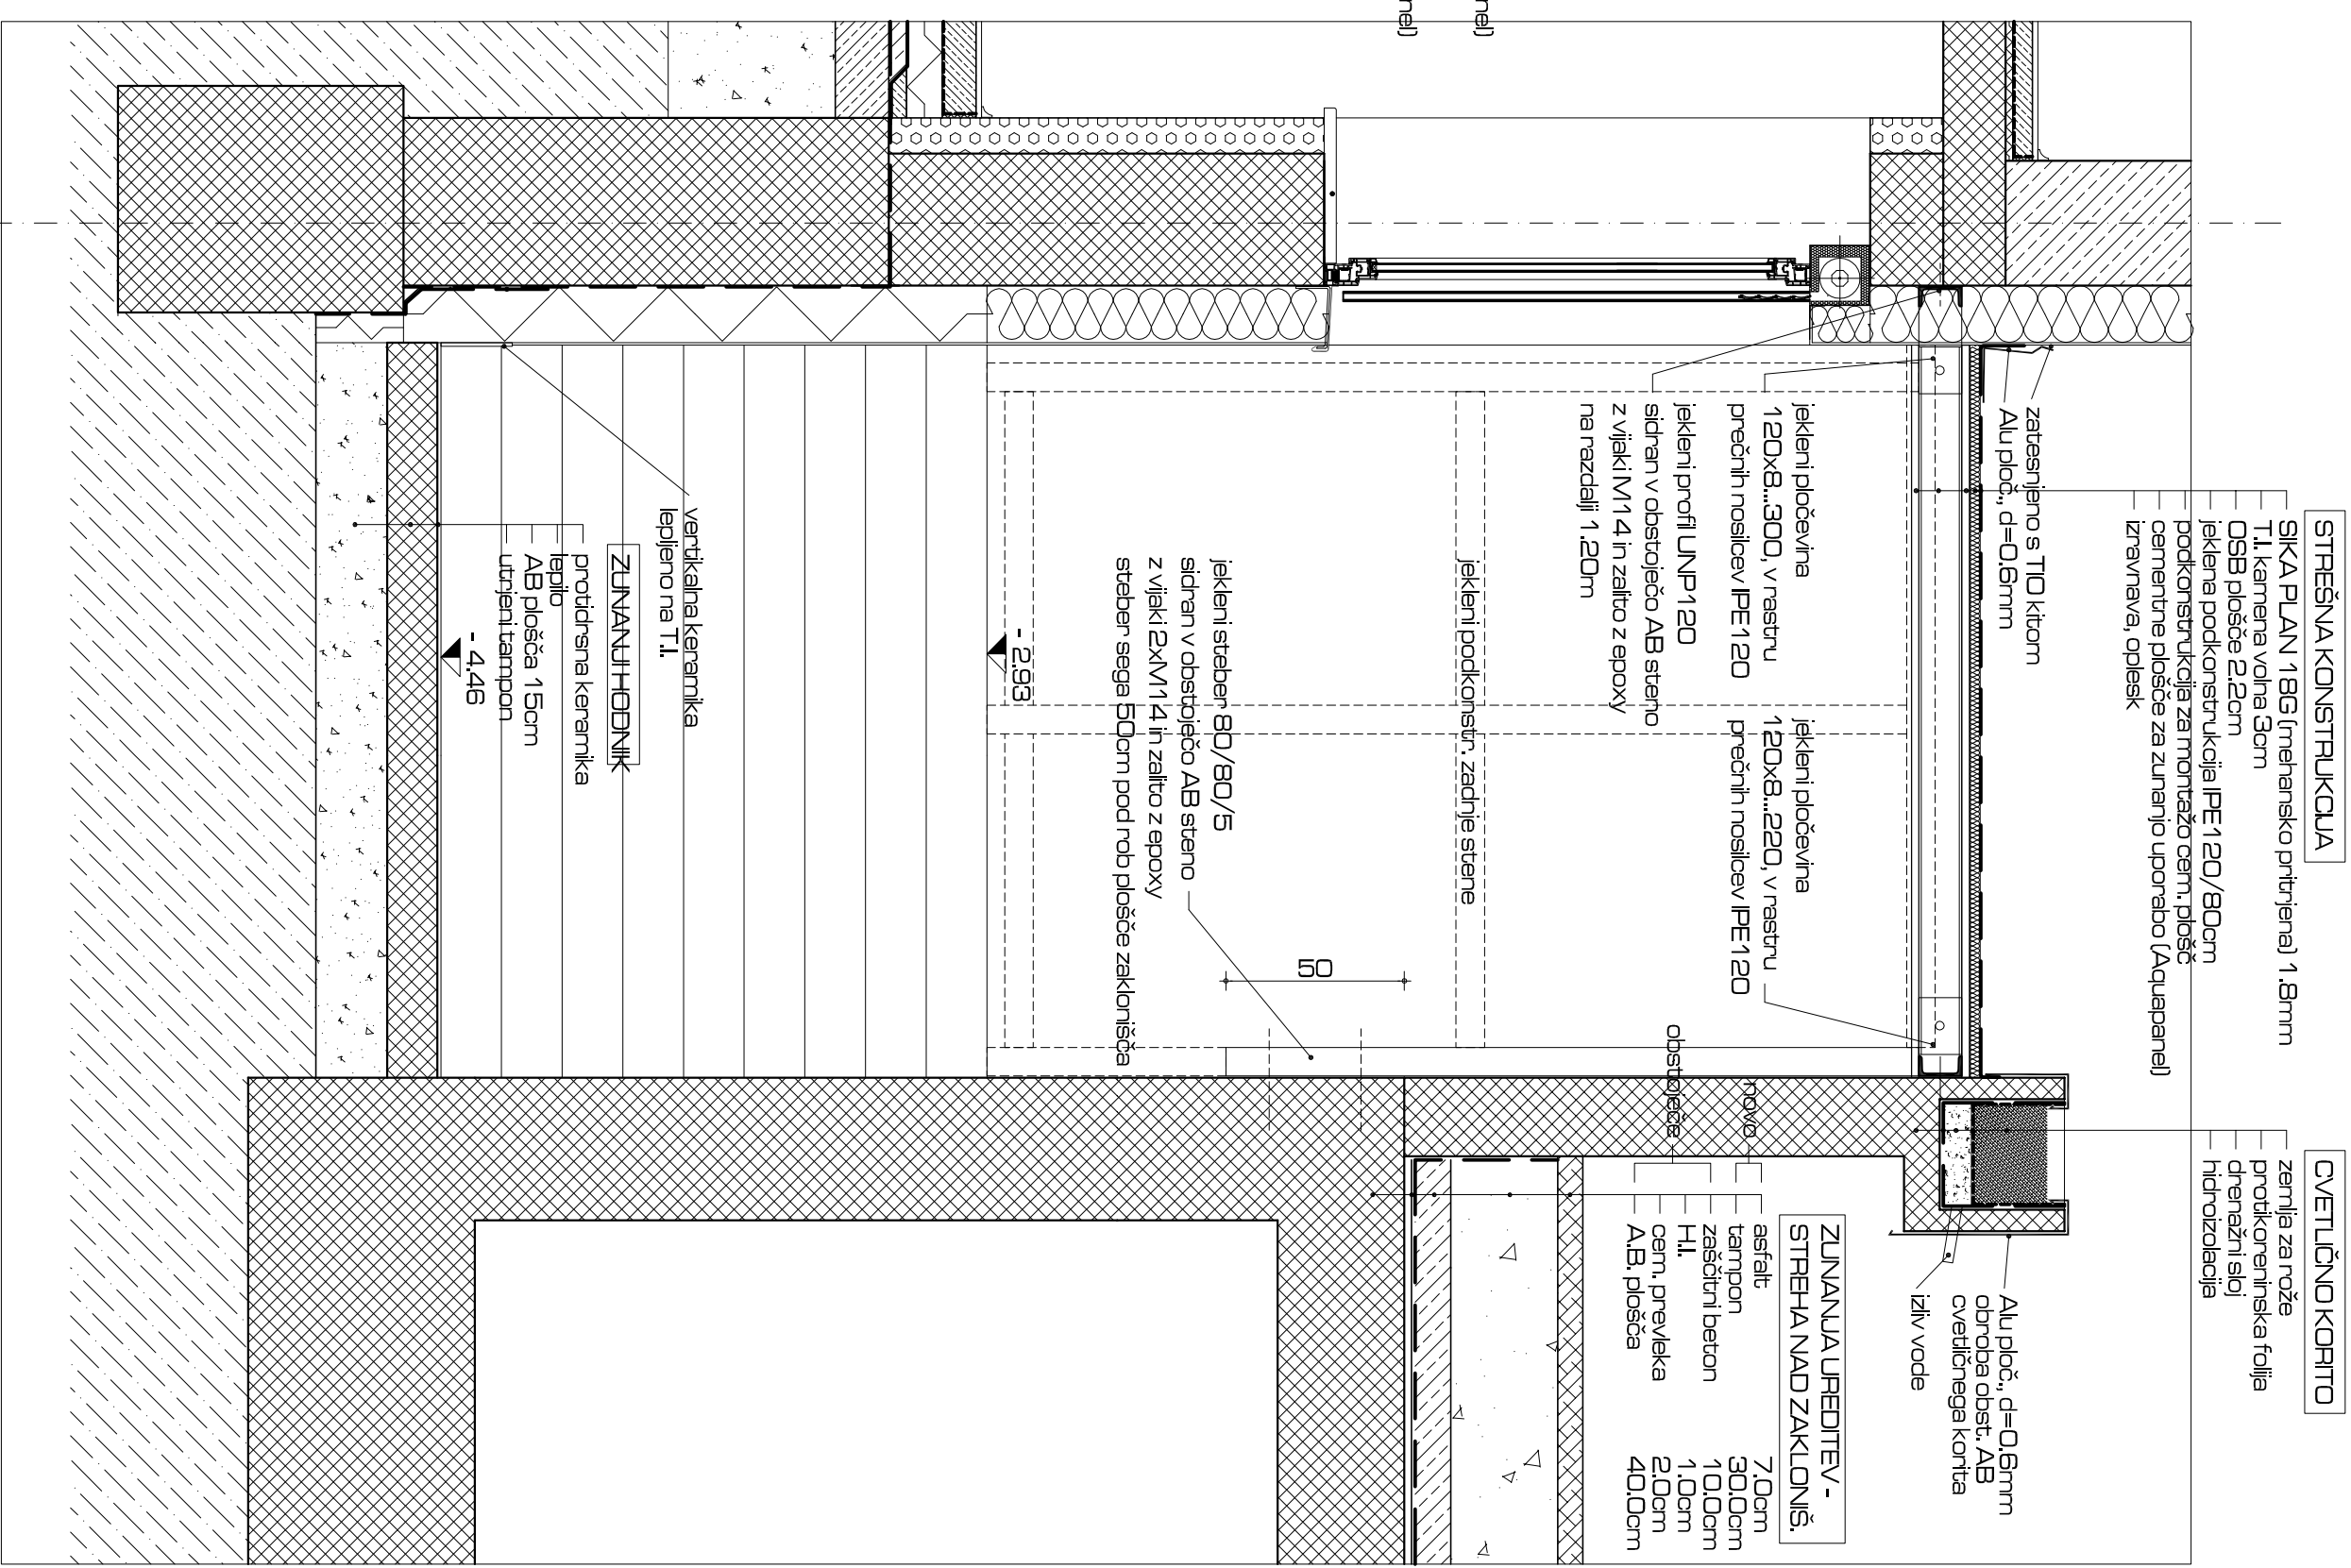 STREŠNA KONSTRUKCIJA
SIKA PLAN 18G (mehansko pritrjena) 1.8mm
T.I. kamena volna 3cm
OSB plošče 2.2cm
jeklena podkonstrukcija IPE120/80cm
podkonstrukcija za montažo cem. plošč
cementne plošče za zunanjo uporabo (Aquapanel)
izravnava, oplesk
CVETLIČNO KORITO
zemlja za rože
protikoreninska folija
drenažni sloj
hidroizolacija
zatesnjeno s TIO kitom
Alu ploč., d=0.6mm
Alu ploč., d=0.6mm
obroba obst. AB
cvetličnega korita
izliv vode
jekleni pločevina
120x8...300, v rastru
prečnih nosilcev IPE120
jekleni pločevina
120x8...220, v rastru
prečnih nosilcev IPE120
jekleni profil UNP120
sidran v obstoječo AB steno
z vijaki M14 in zalito z epoxy
na razdalji 1.20m
ZUNANJA UREDITEV -
STREHA NAD ZAKLONIŠ.
novo
obstoječe
asfalt 7.0cm
tampon 30.0cm
zaščitni beton 10.0cm
H.I. 1.0cm
cem. prevleka 2.0cm
A.B. plošča 40.0cm
jekleni podkonstr. zadnje stene
50
jekleni steber 80/80/5
sidran v obstoječo AB steno
z vijaki 2xM14 in zalito z epoxy
steber sega 50cm pod rob plošče zaklonišča
- 2.93
vertikalna keramika
lepljeno na T.I.
ZUNANJI HODNIK
protidrsna keramika
lepilo
AB plošča 15cm
utrjeni tampon
- 4.46
nel)
nel)